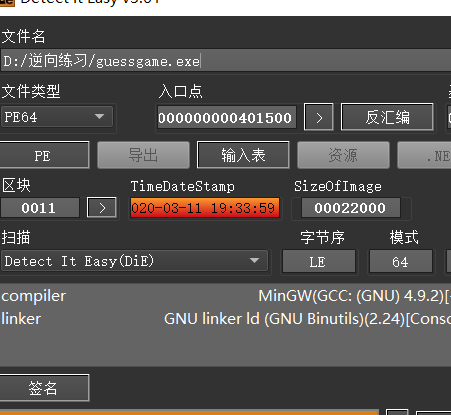 Detect It Easy v3.01
文件名
D:/逆向练习/guessgame.exe
文件类型 入口点
PE64 000000000401500 > 反汇编
PE 导出 输入表 资源 .NE
区块 TimeDateStamp SizeOfImage
0011 > 020-03-11 19:33:59 00022000
扫描 字节序 模式
Detect It Easy(DiE) LE 64
compiler MinGW(GCC: (GNU) 4.9.2)[-
linker GNU linker ld (GNU Binutils)(2.24)[Conso
签名